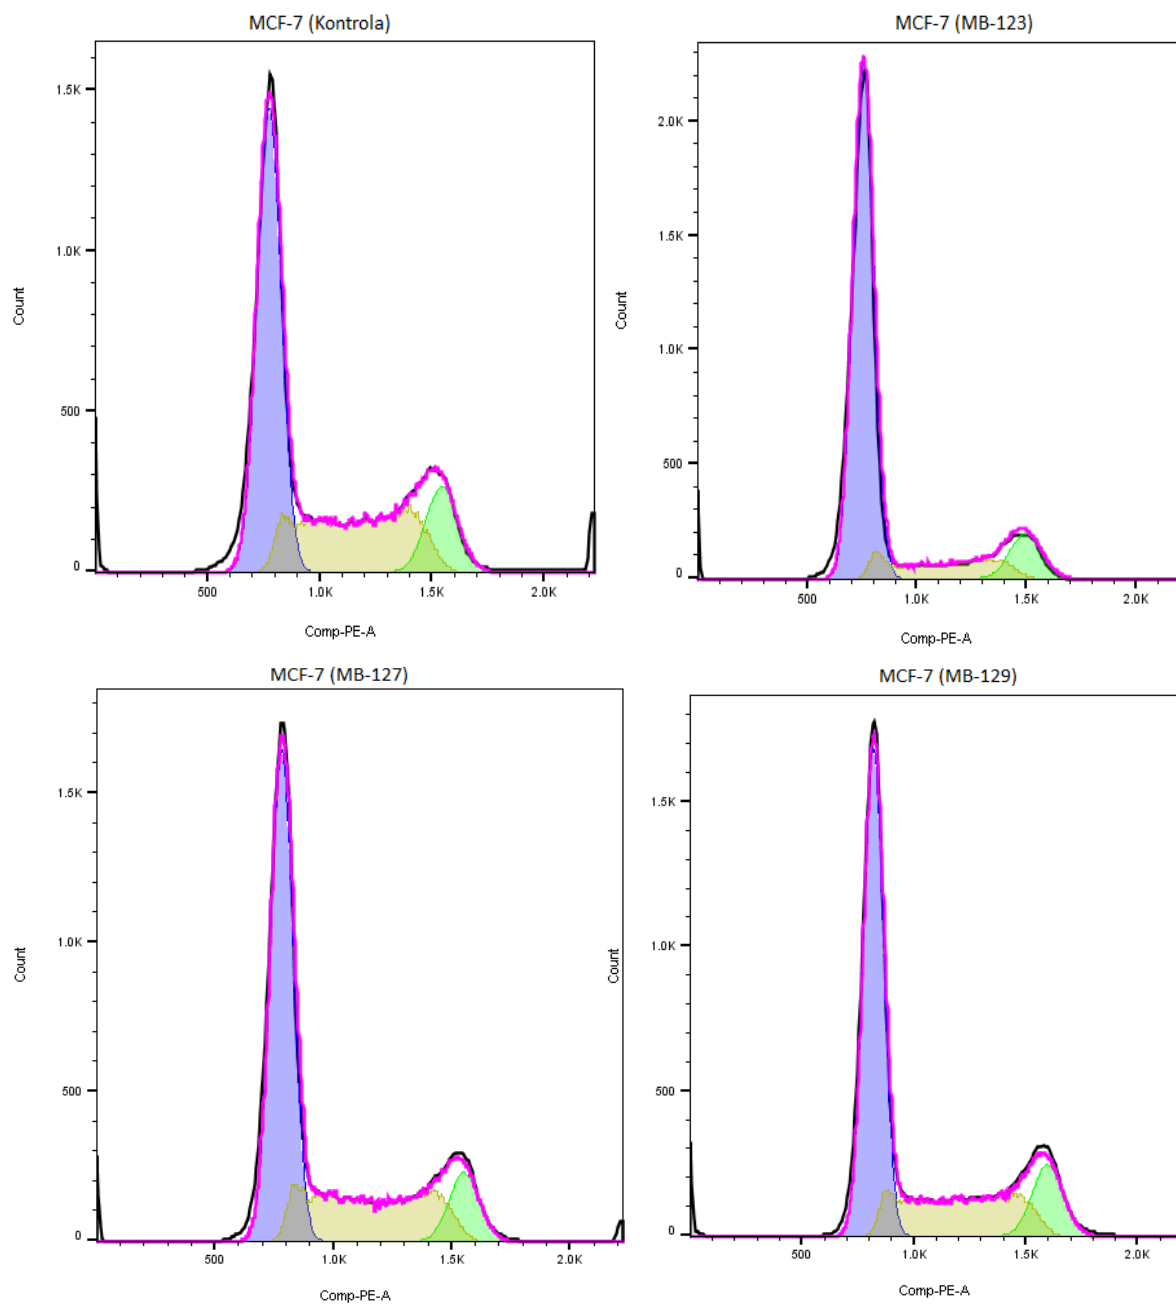 MCF-7 (Kontrola)
1.5K
1.0K
500
0
Count
500
1.0K
1.5K
2.0K
Comp-PE-A
MCF-7 (MB-123)
2.0K
1.5K
1.0K
500
0
Count
500
1.0K
1.5K
2.0K
Comp-PE-A
MCF-7 (MB-127)
1.5K
1.0K
500
0
Count
500
1.0K
1.5K
2.0K
Comp-PE-A
MCF-7 (MB-129)
1.5K
1.0K
500
0
Count
500
1.0K
1.5K
2.0K
Comp-PE-A